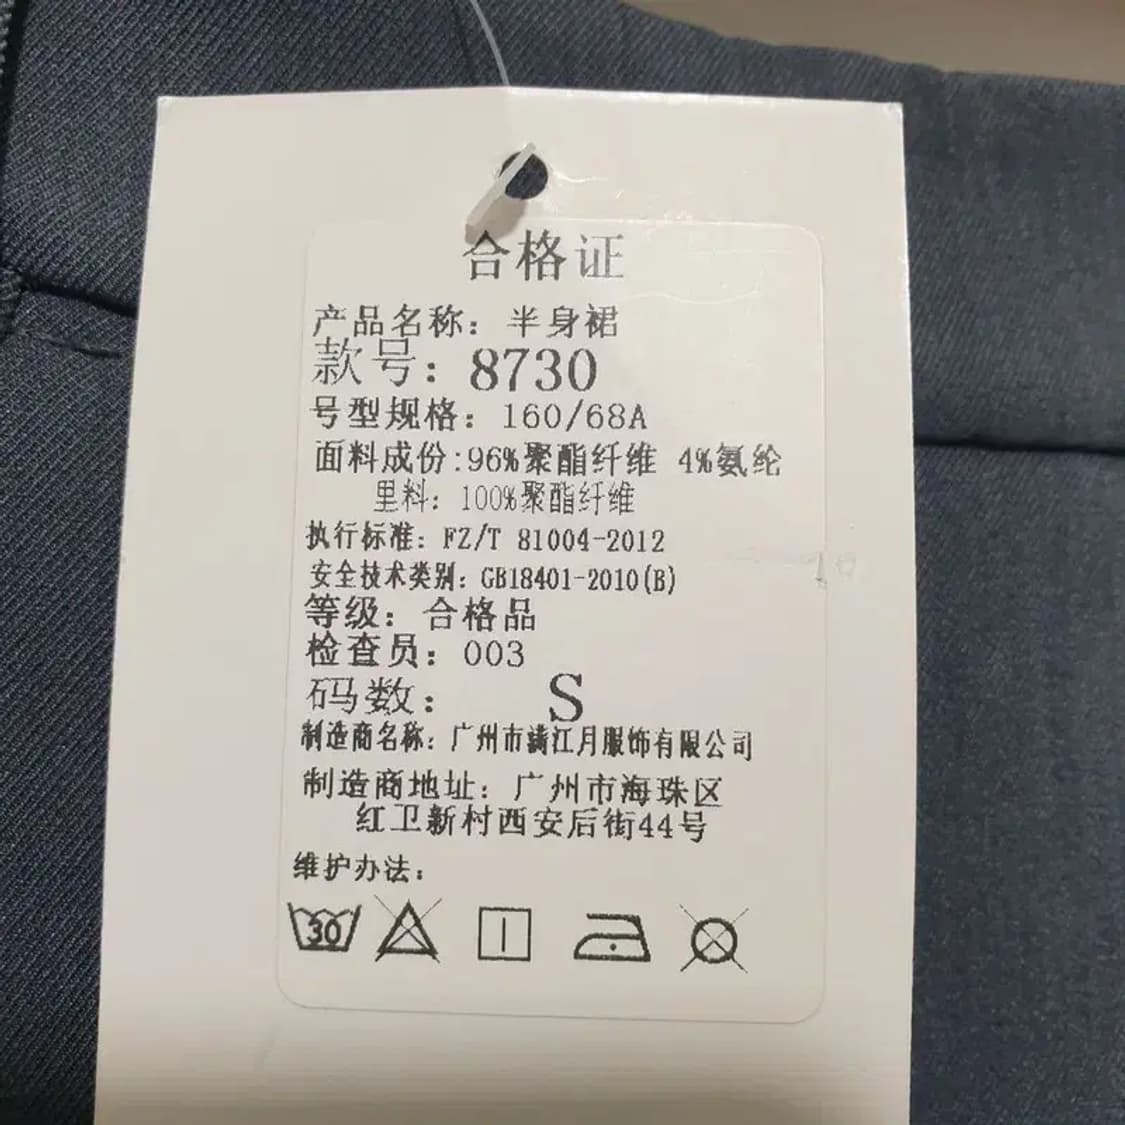 合格证
产品名称：半身裙
款号：8730
号型规格：160/68A
面料成份:96%聚酯纤维 4%氨纶
里料：100%聚酯纤维
执行标准：FZ/T 81004-2012
安全技术类别：GB18401-2010(B)
等级：合格品
检查员：003
码数：S
制造商名称：广州市满江月服饰有限公司
制造商地址：广州市海珠区
红卫新村西安后街44号
维护办法：
30